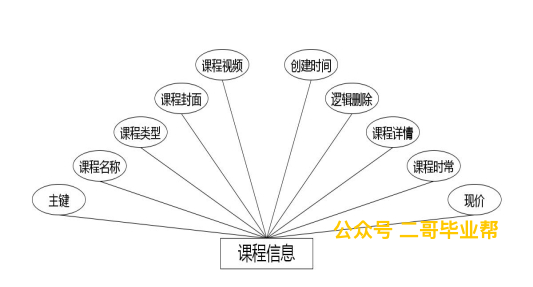 课程视频
创建时间
课程封面
逻辑删除
课程类型
课程详情
课程名称
课程时常
主键
现价
公众号 二哥毕业帮
课程信息